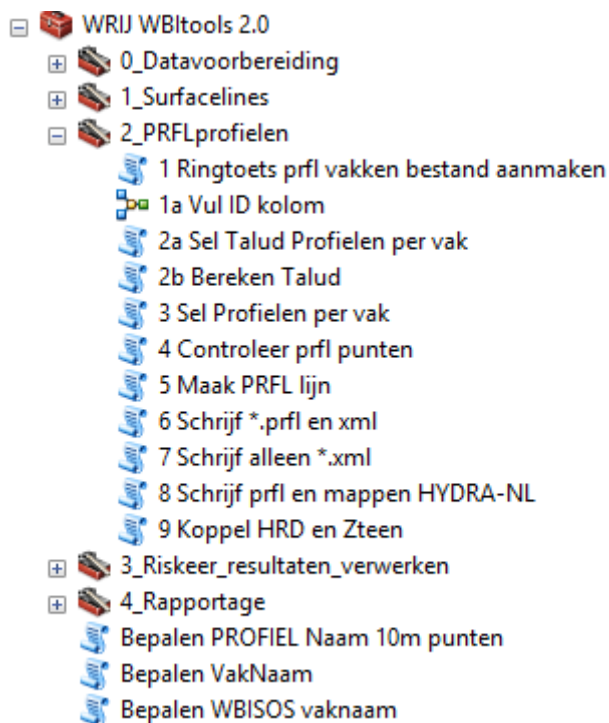 WRIJ WBItools 2.0
0_Datavoorbereiding
1_Surfacelines
2_PRFLprofielen
1 Ringtoets prfl vakken bestand aanmaken
1a Vul ID kolom
2a Sel Talud Profielen per vak
2b Bereken Talud
3 Sel Profielen per vak
4 Controleer prfl punten
5 Maak PRFL lijn
6 Schrijf *.prfl en xml
7 Schrijf alleen *.xml
8 Schrijf prfl en mappen HYDRA-NL
9 Koppel HRD en Zteen
3_Riskeer_resultaten_verwerken
4_Rapportage
Bepalen PROFIEL Naam 10m punten
Bepalen VakNaam
Bepalen WBISOS vaknaam